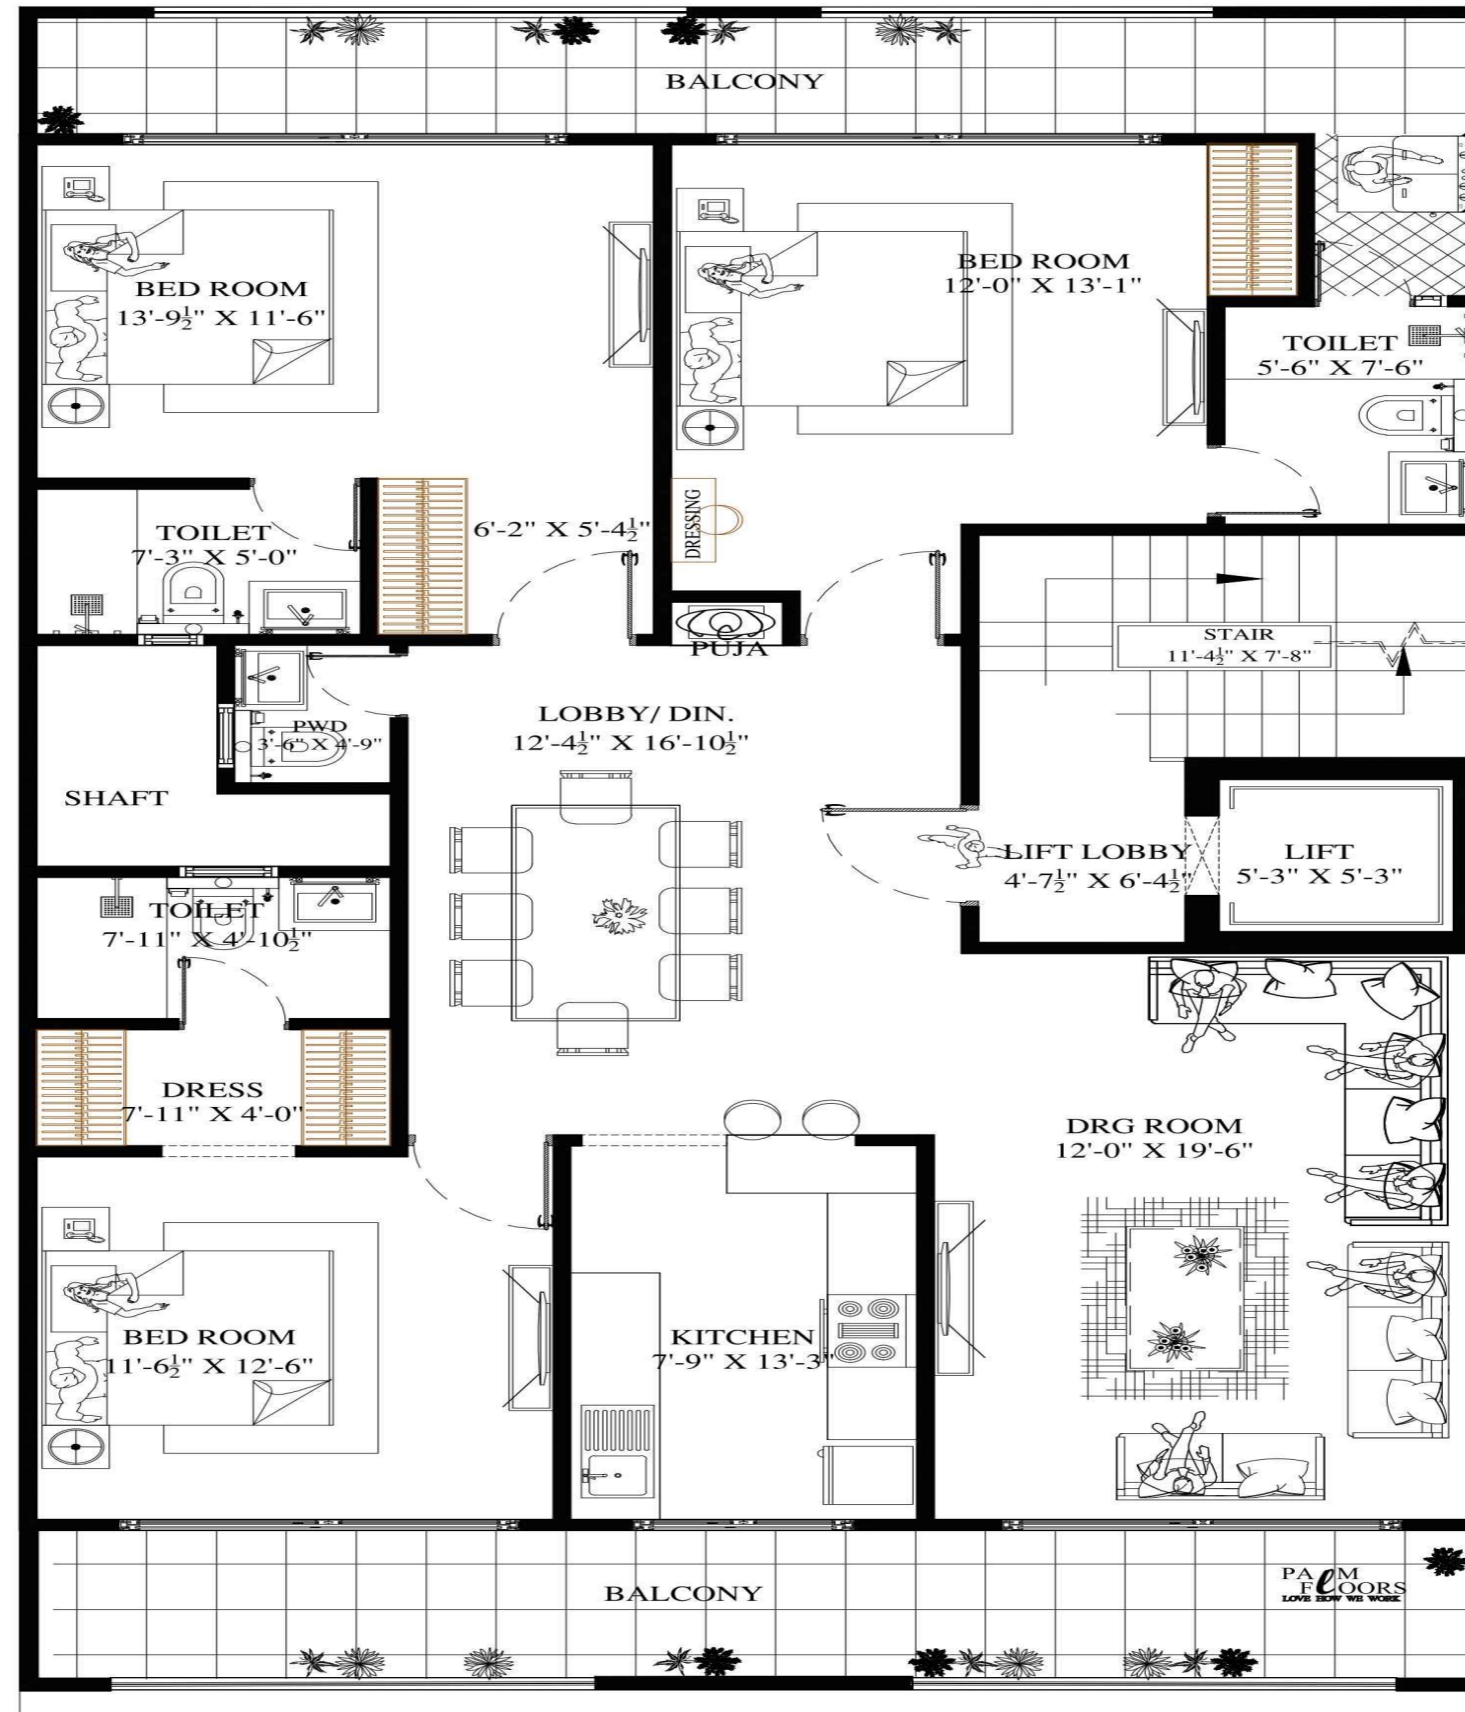 BALCONY
BED ROOM
13'-9½" X 11'-6"
BED ROOM
12'-0" X 13'-1"
TOILET
5'-6" X 7'-6"
DRESSING
TOILET
7'-3" X 5'-0"
6'-2" X 5'-4½"
PUJA
STAIR
11'-4½" X 7'-8"
PWD
3'-6" X 4'-9"
LOBBY/ DIN.
12'-4½" X 16'-10½"
SHAFT
LIFT LOBBY
4'-7½" X 6'-4½"
LIFT
5'-3" X 5'-3"
TOILET
7'-11" X 4'-10½"
DRESS
7'-11" X 4'-0"
DRG ROOM
12'-0" X 19'-6"
BED ROOM
11'-6½" X 12'-6"
KITCHEN
7'-9" X 13'-3"
BALCONY
PALM
FLOORS
LOVE HOW WE WORK